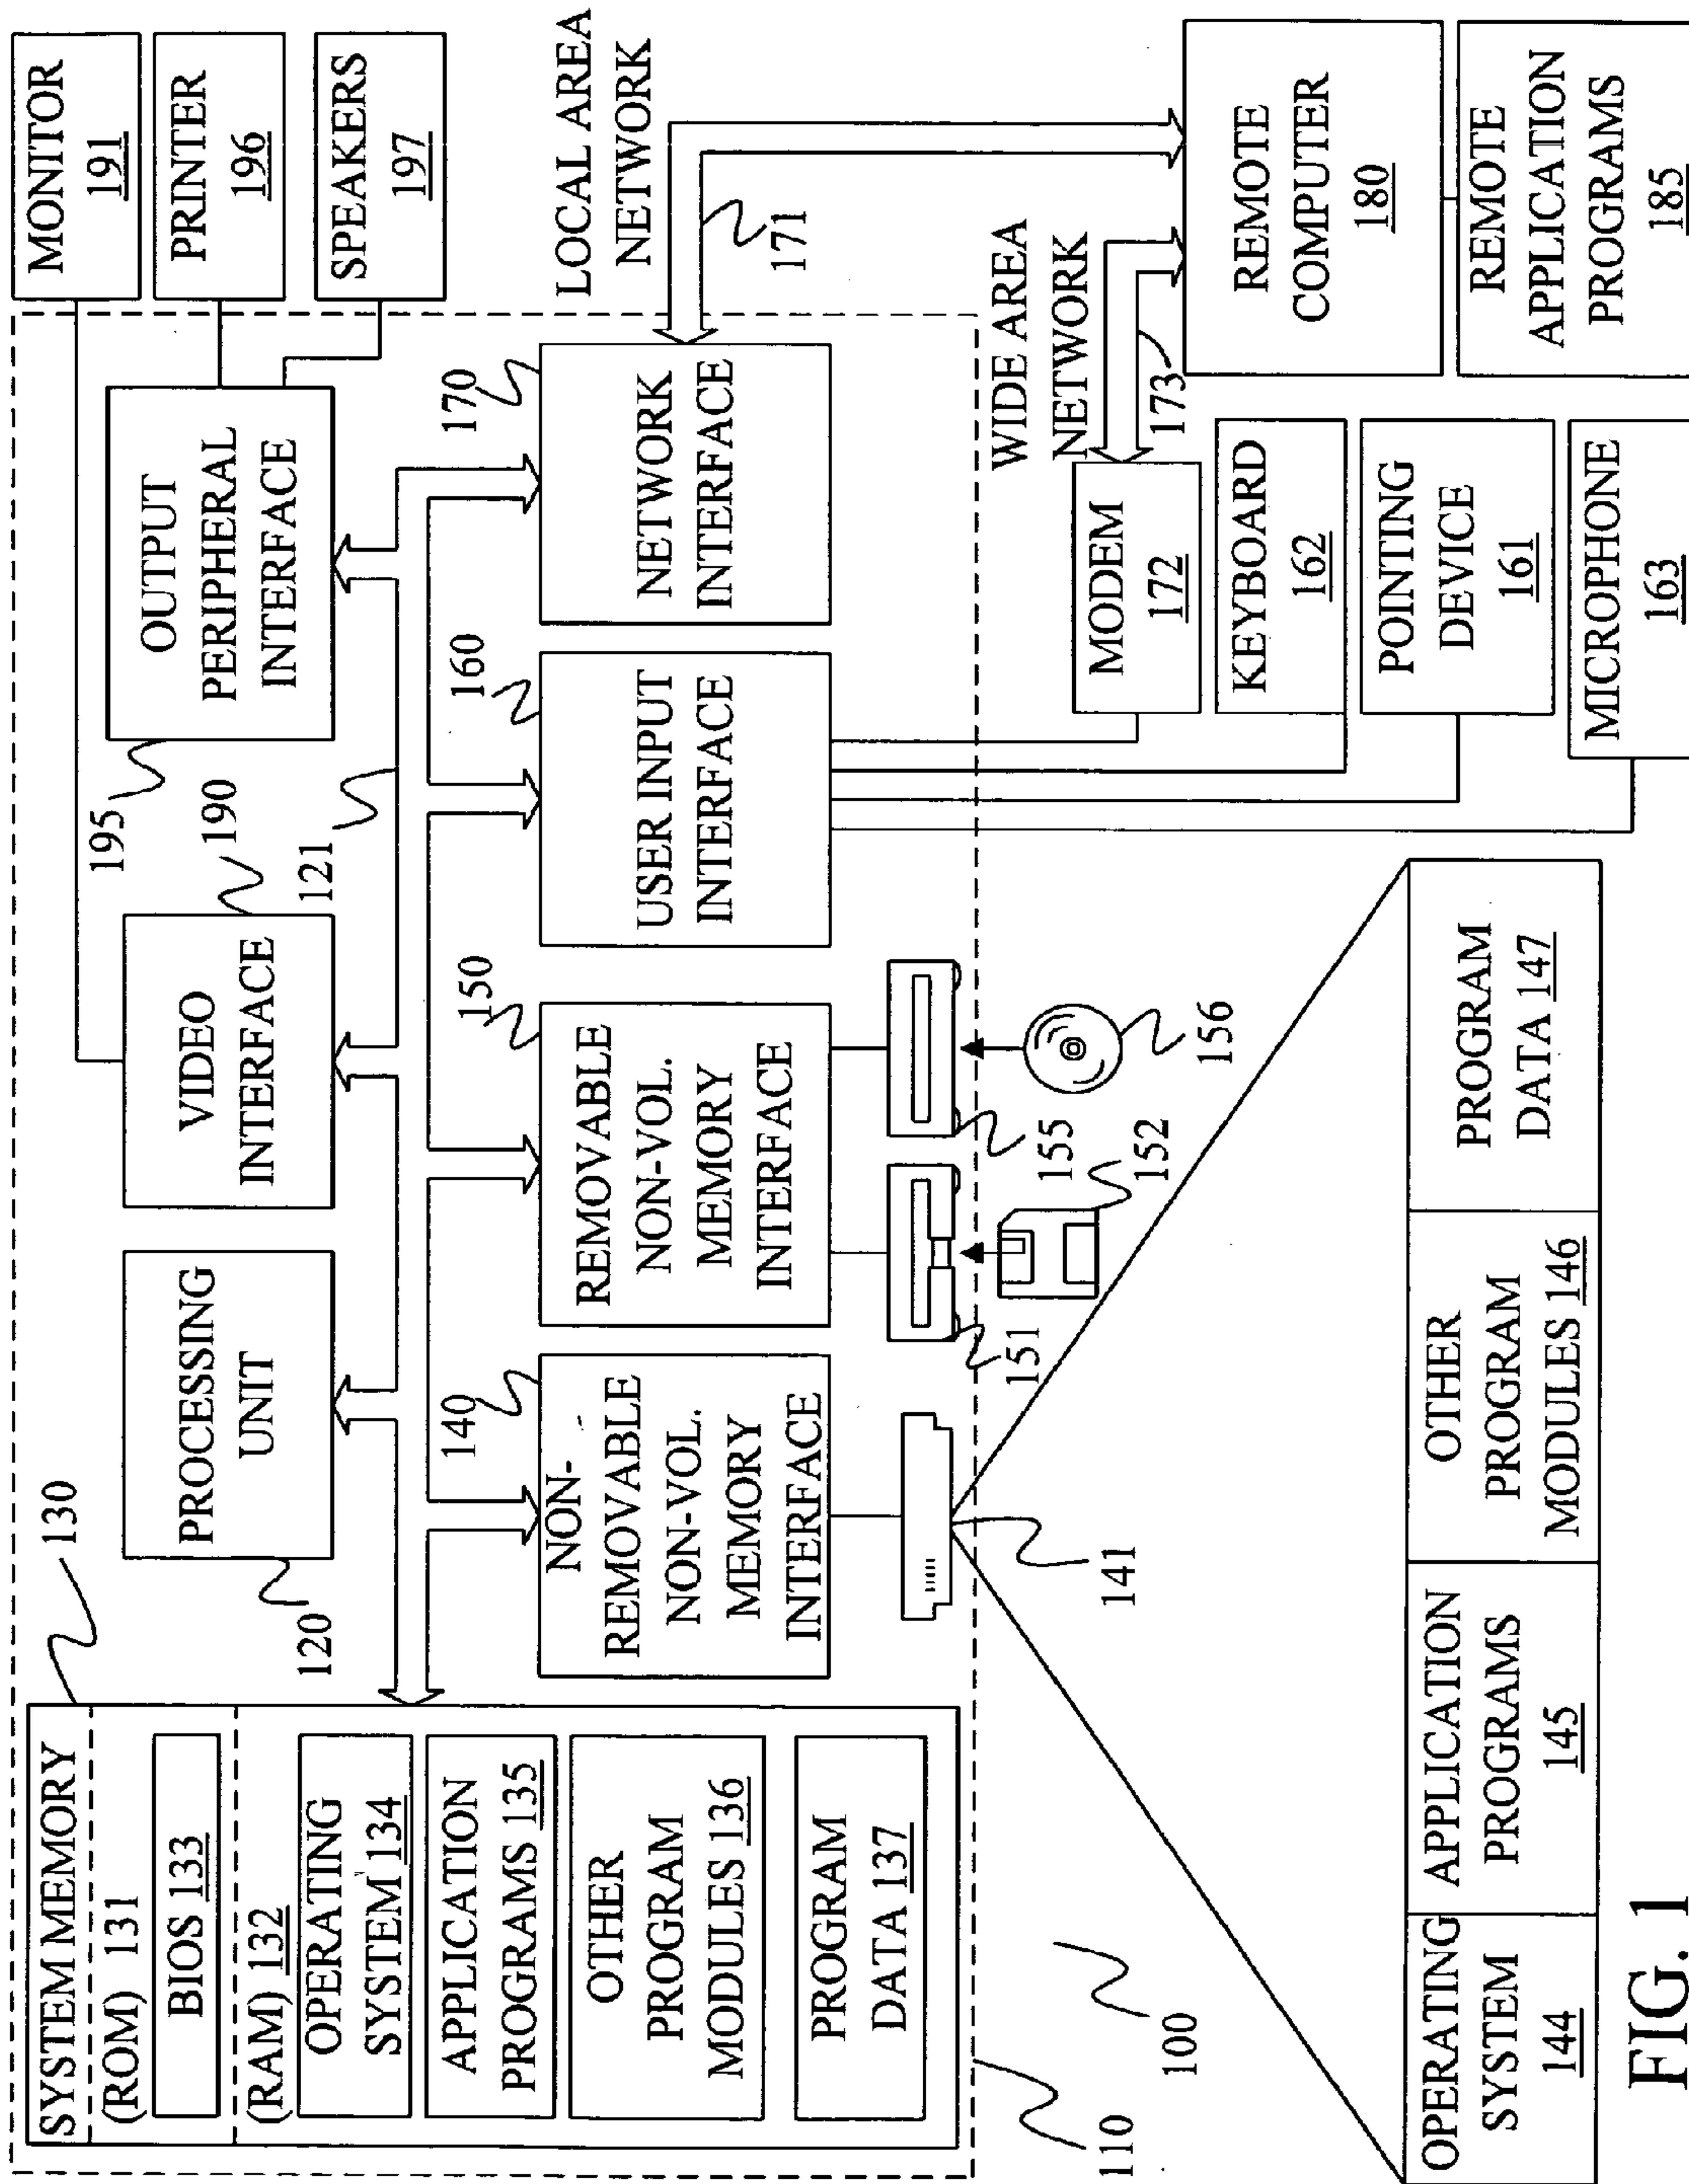 SYSTEM MEMORY
(ROM) 131
BIOS 133
(RAM) 132
OPERATING
SYSTEM 134
APPLICATION
PROGRAMS 135
OTHER
PROGRAM
MODULES 136
PROGRAM
DATA 137
130
PROCESSING
UNIT
120
VIDEO
INTERFACE
190
OUTPUT
PERIPHERAL
INTERFACE
195
121
MONITOR
191
PRINTER
196
SPEAKERS
197
NON-
REMOVABLE
NON-VOL.
MEMORY
INTERFACE
140
REMOVABLE
NON-VOL.
MEMORY
INTERFACE
150
USER INPUT
INTERFACE
160
NETWORK
INTERFACE
170
LOCAL AREA
NETWORK
171
141
151
152
155
156
WIDE AREA
NETWORK
173
MODEM
172
KEYBOARD
162
POINTING
DEVICE
161
MICROPHONE
163
REMOTE
COMPUTER
180
REMOTE
APPLICATION
PROGRAMS
185
110
100
OPERATING
SYSTEM
144
APPLICATION
PROGRAMS
145
OTHER
PROGRAM
MODULES 146
PROGRAM
DATA 147
FIG. 1